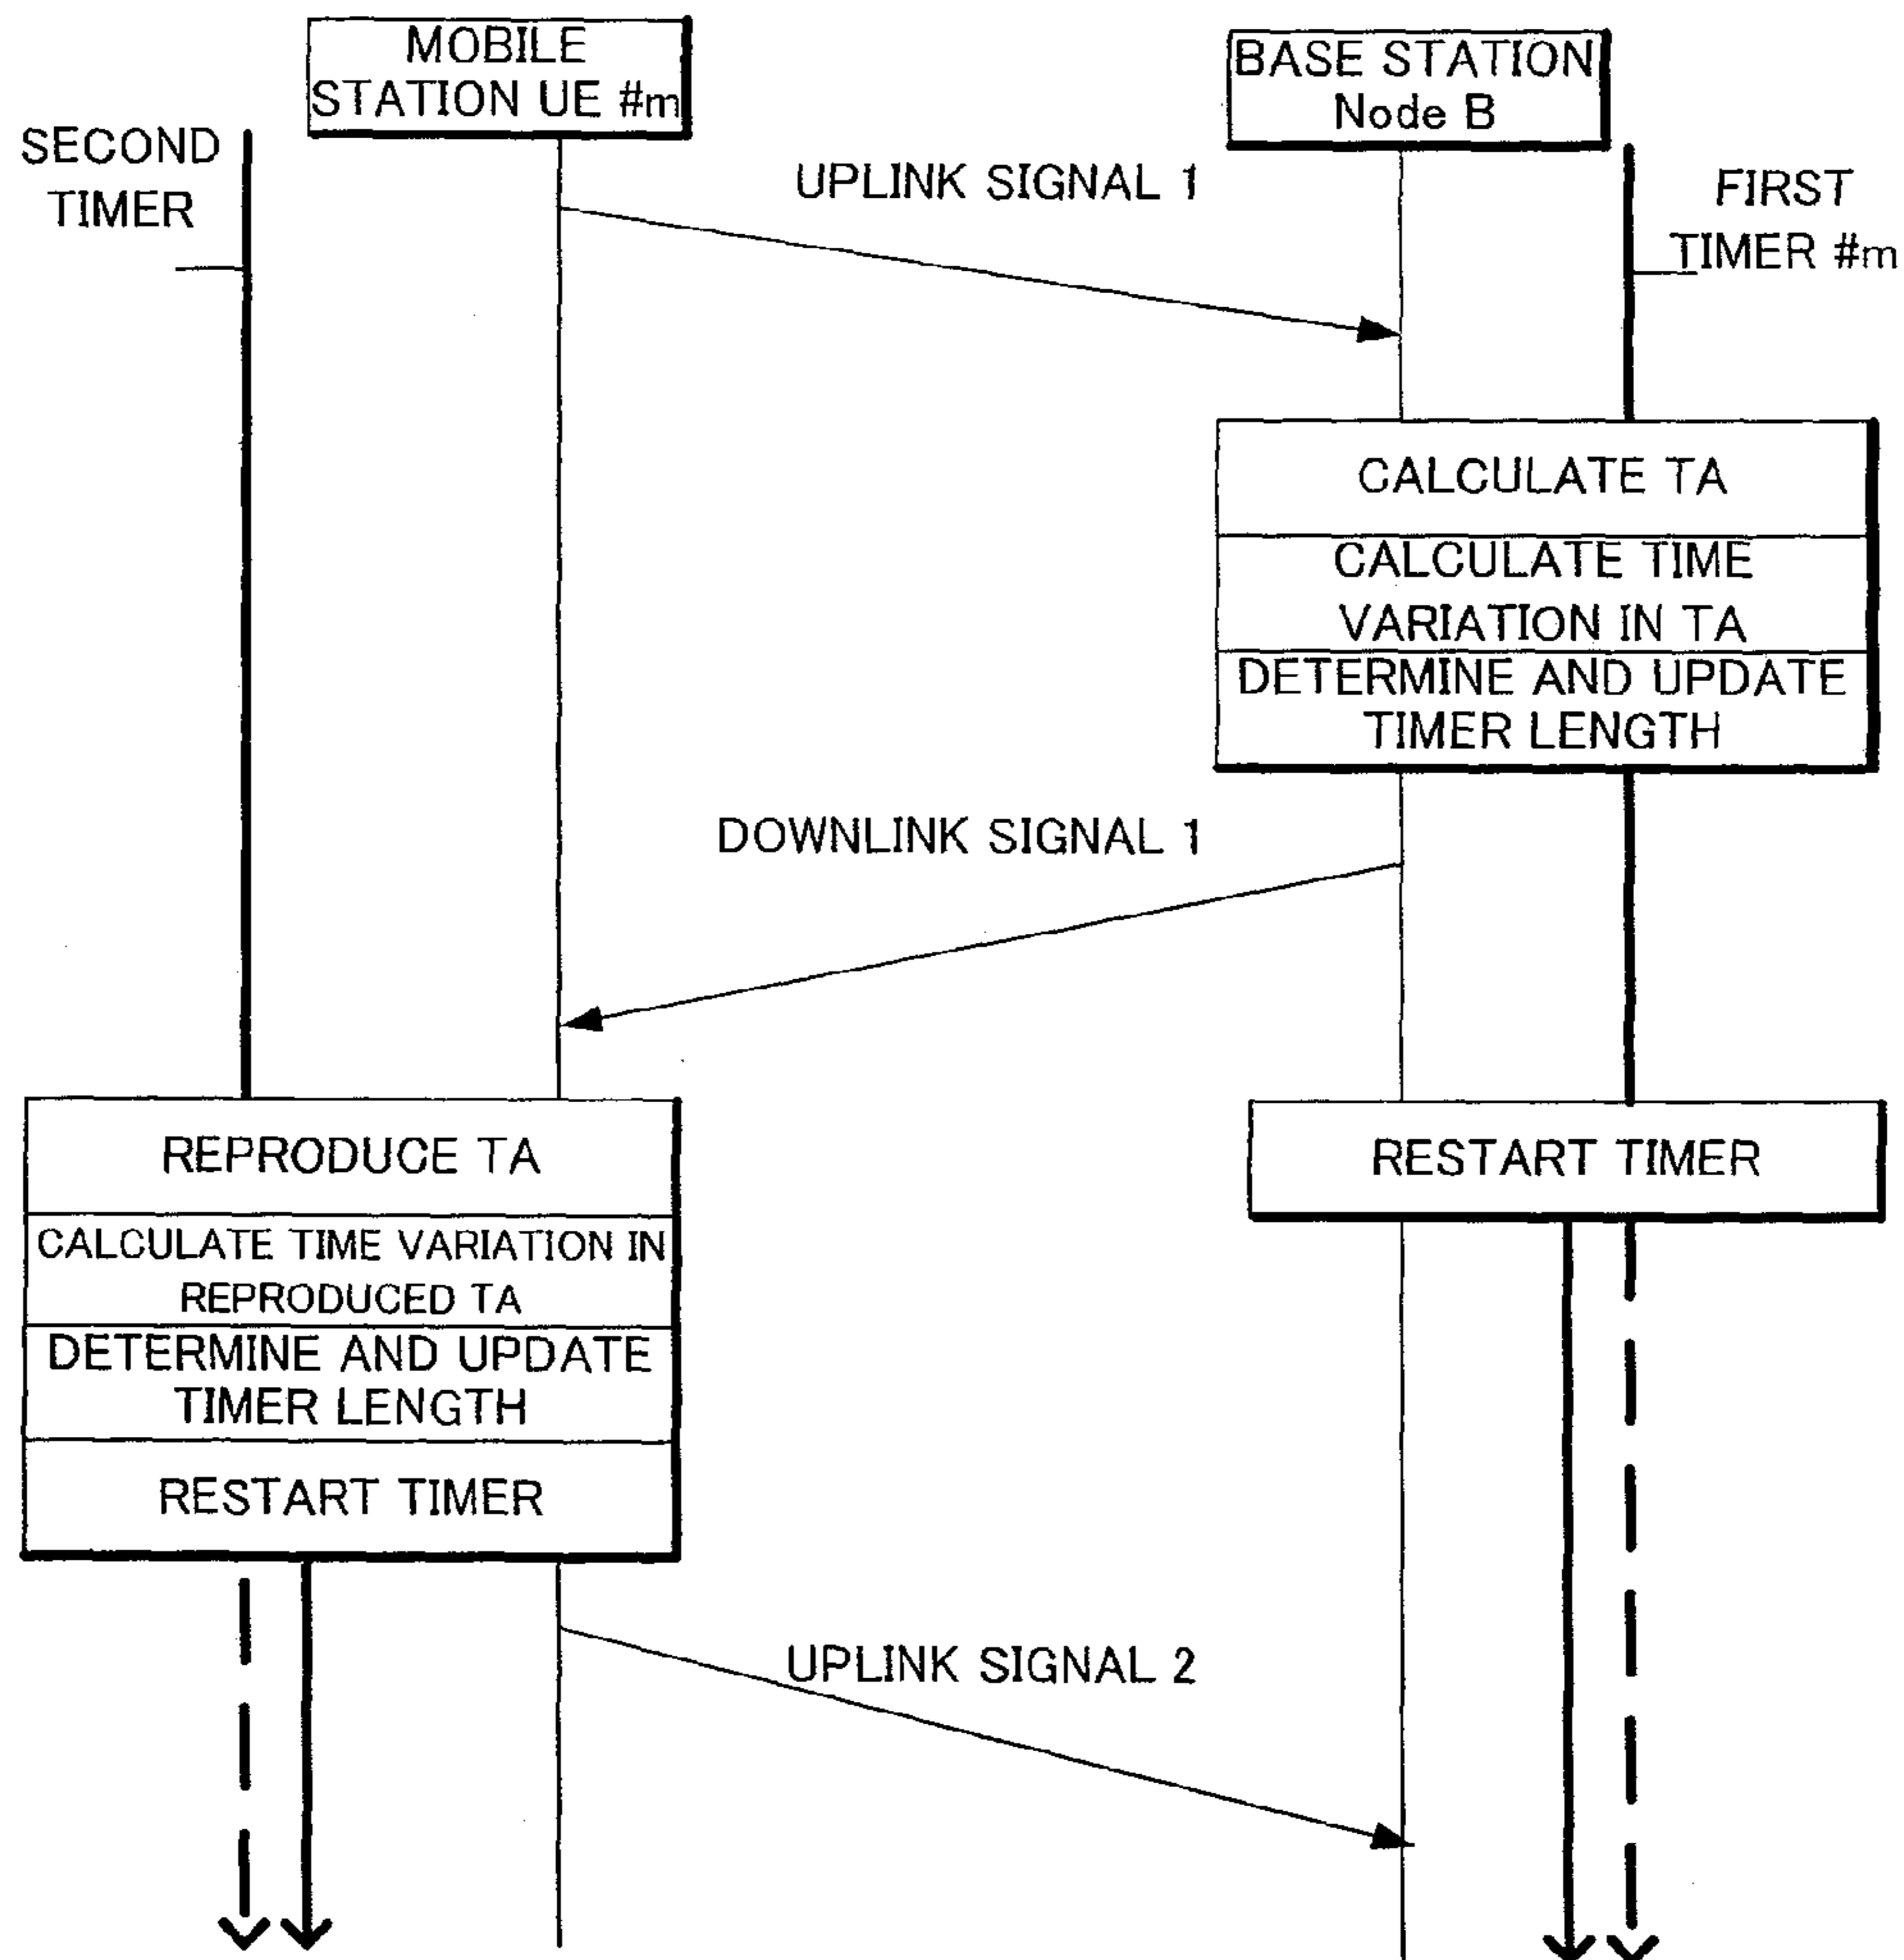 MOBILE
STATION UE #m
BASE STATION
Node B
SECOND
TIMER
UPLINK SIGNAL 1
FIRST
TIMER #m
CALCULATE TA
CALCULATE TIME
VARIATION IN TA
DETERMINE AND UPDATE
TIMER LENGTH
DOWNLINK SIGNAL 1
REPRODUCE TA
CALCULATE TIME VARIATION IN
REPRODUCED TA
DETERMINE AND UPDATE
TIMER LENGTH
RESTART TIMER
RESTART TIMER
UPLINK SIGNAL 2